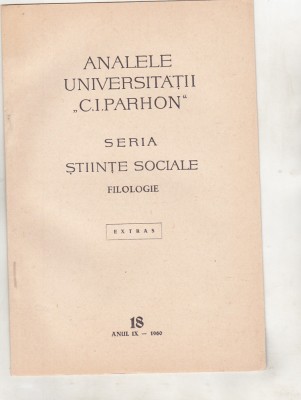 ANALELE
UNIVERSITĂȚII
„C.I.PARHON“
SERIA
ȘTIINȚE SOCIALE
FILOLOGIE
EXTRAS
18
ANUL IX — 1960